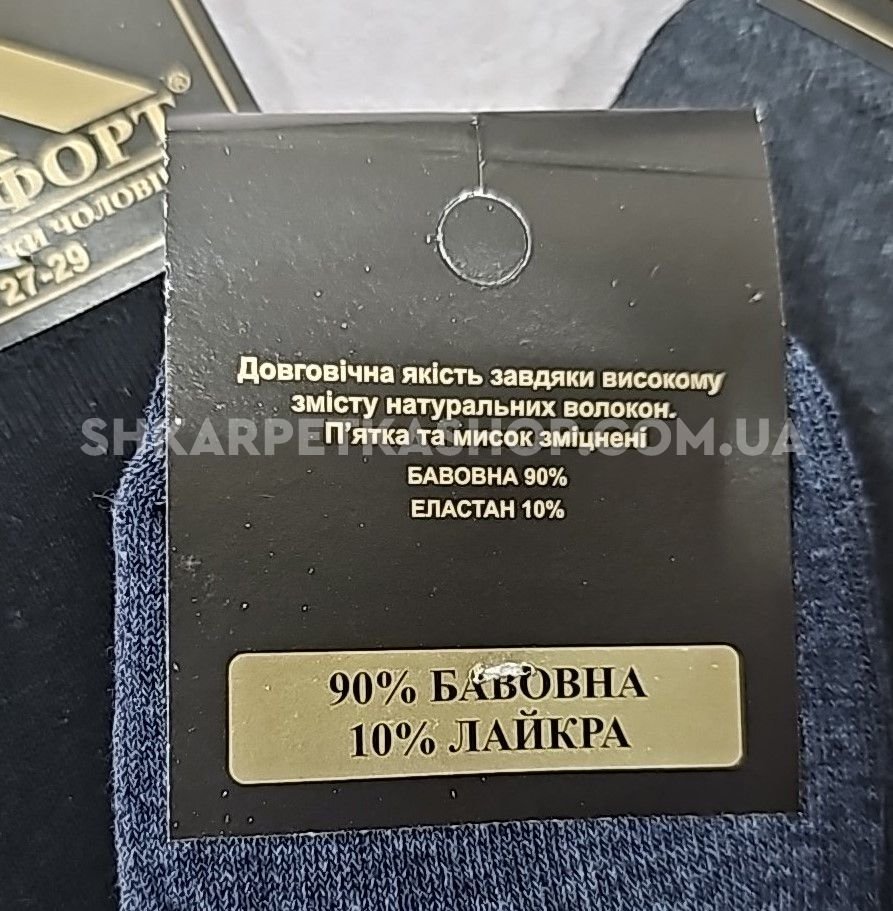 ФОРТ®
27-29
Довговічна якість завдяки високому
змісту натуральних волокон.
П'ятка та мисок зміцнені
БАВОВНА 90%
ЕЛАСТАН 10%
90% БАВОВНА
10% ЛАЙКРА
SHKARPETKASHOP.COM.UA